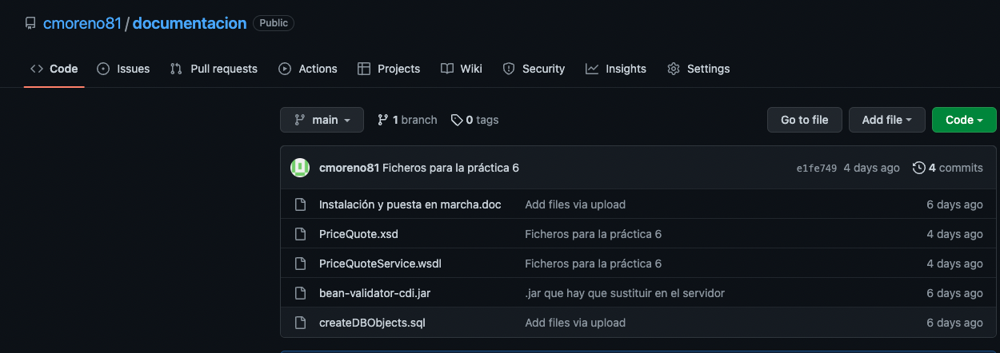 cmoreno81 / documentacion Public
Code Issues Pull requests Actions Projects Wiki Security Insights Settings
main 1 branch 0 tags Go to file Add file Code
cmoreno81 Ficheros para la práctica 6 e1fe749 4 days ago 4 commits
Instalación y puesta en marcha.doc Add files via upload 6 days ago
PriceQuote.xsd Ficheros para la práctica 6 4 days ago
PriceQuoteService.wsdl Ficheros para la práctica 6 4 days ago
bean-validator-cdi.jar .jar que hay que sustituir en el servidor 6 days ago
createDBObjects.sql Add files via upload 6 days ago